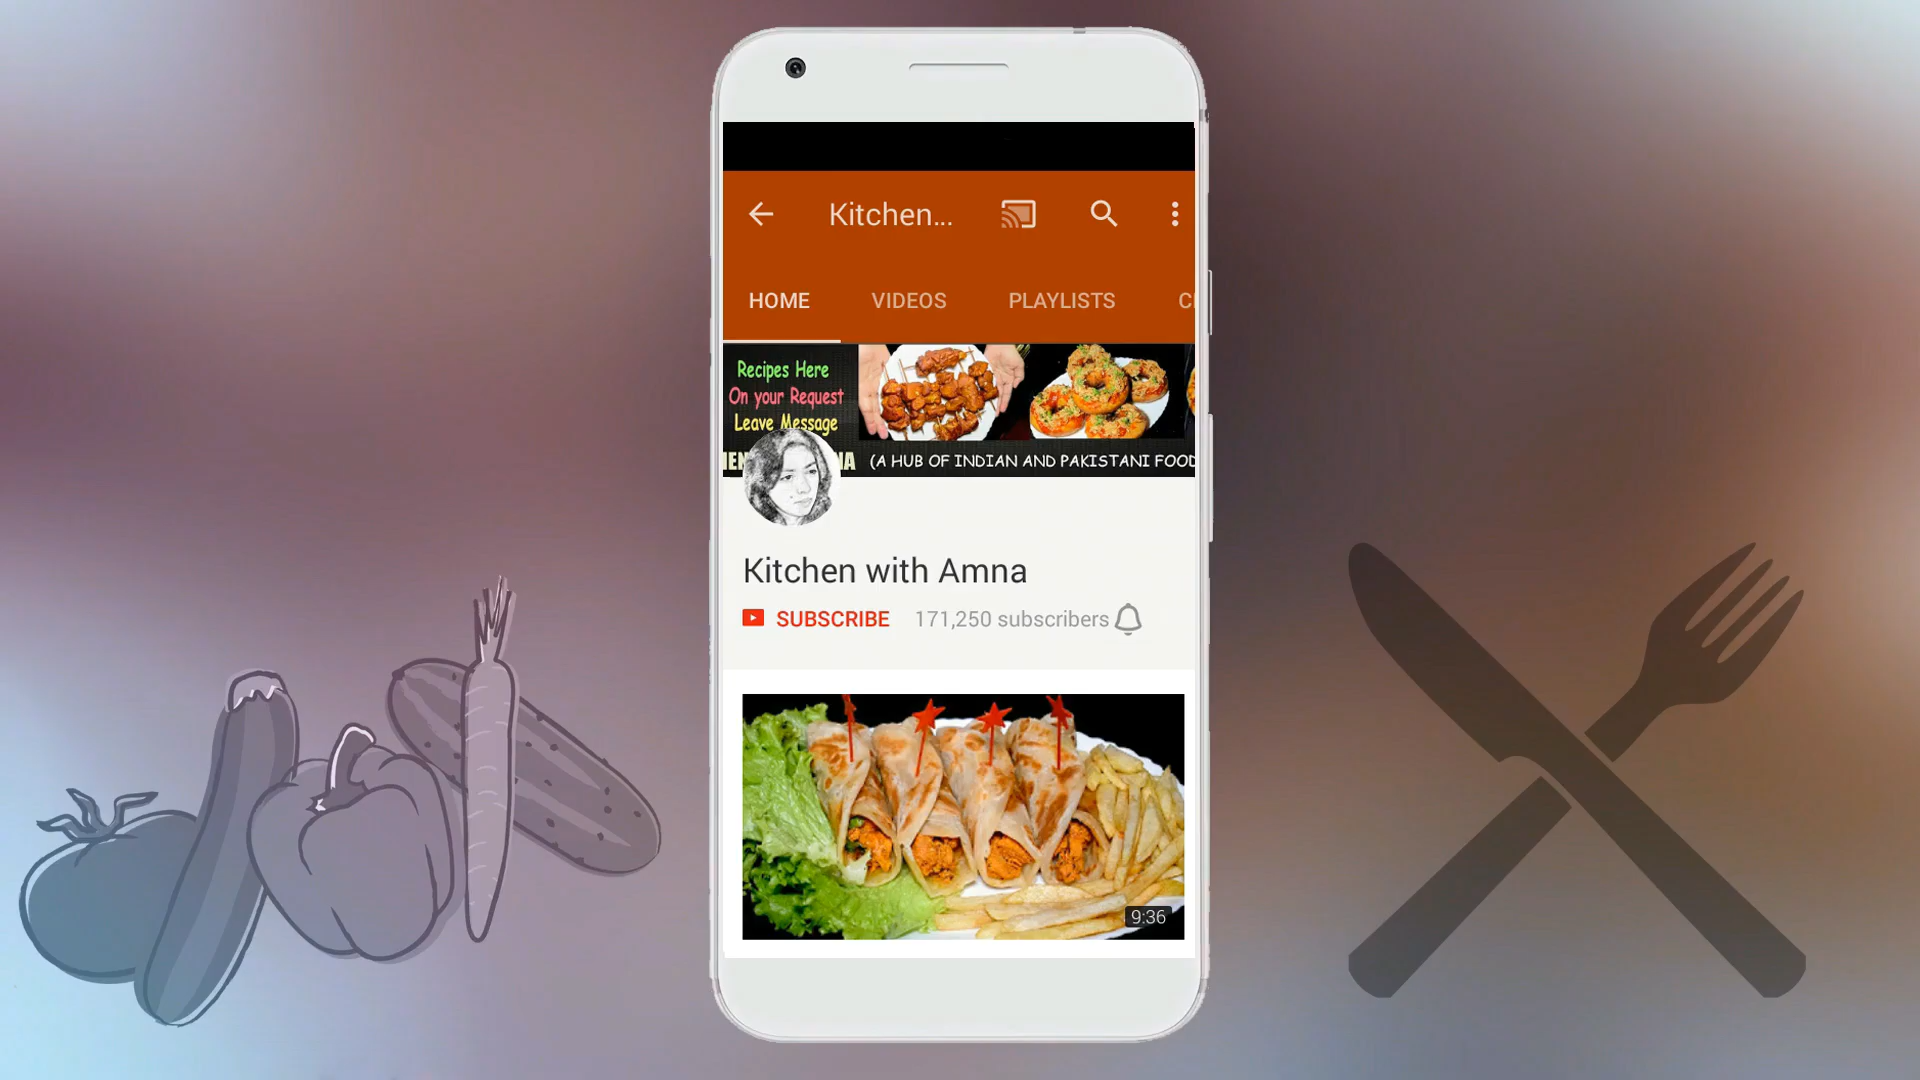 Kitchen...
HOME VIDEOS PLAYLISTS
Recipes Here
On your Request
Leave Message
(A HUB OF INDIAN AND PAKISTANI FOOD
Kitchen with Amna
SUBSCRIBE 171,250 subscribers
9:36